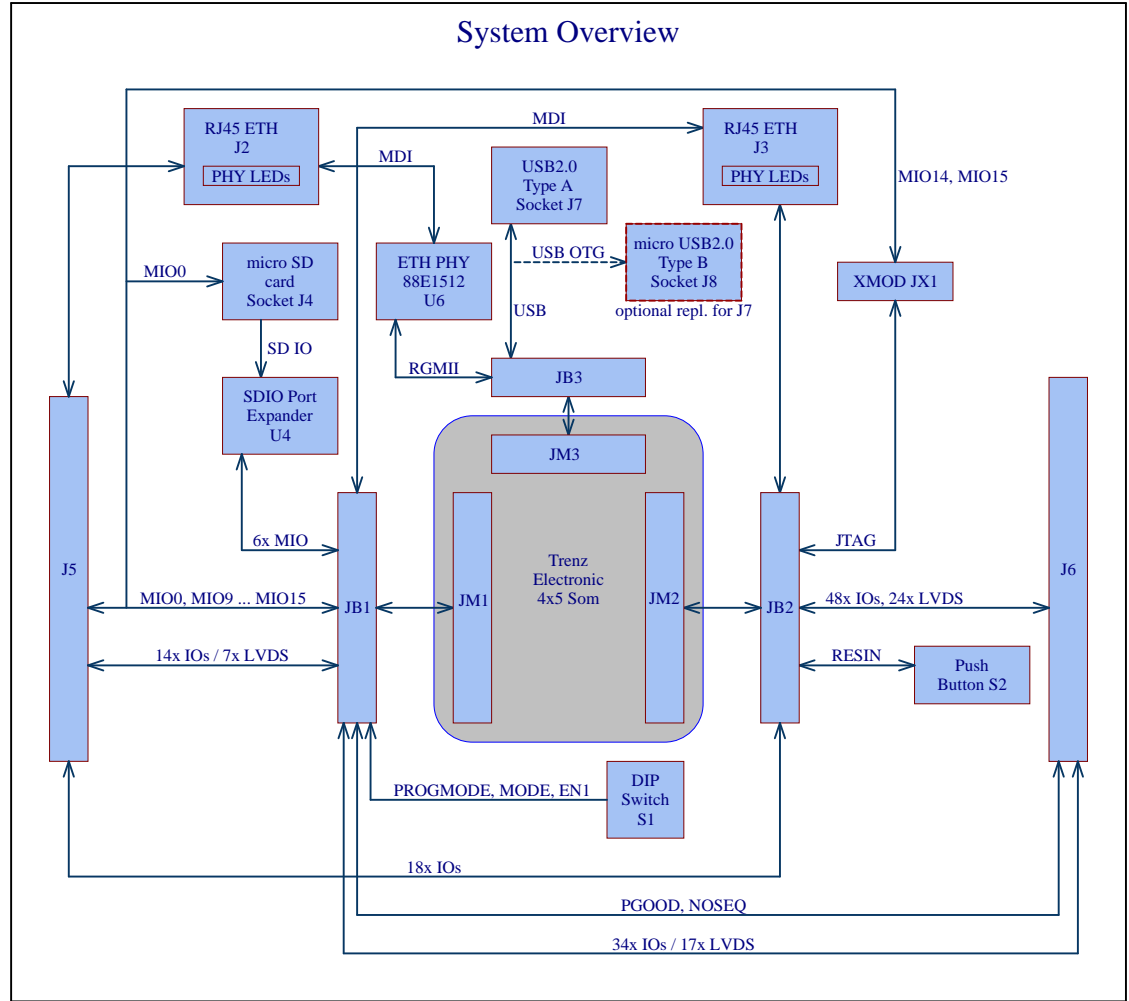 System Overview
RJ45 ETH
J2
PHY LEDs
MDI
MDI
RJ45 ETH
J3
PHY LEDs
USB2.0
Type A
Socket J7
MIO14, MIO15
MIO0
micro SD
card
Socket J4
ETH PHY
88E1512
U6
USB OTG
micro USB2.0
Type B
Socket J8
optional repl. for J7
XMOD JX1
USB
SD IO
RGMII
JB3
SDIO Port
Expander
U4
JM3
6x MIO
JTAG
J5
MIO0, MIO9 ... MIO15
JB1
JM1
Trenz
Electronic
4x5 Som
JM2
JB2
48x IOs, 24x LVDS
J6
14x IOs / 7x LVDS
RESIN
Push
Button S2
PROGMODE, MODE, EN1
DIP
Switch
S1
18x IOs
PGOOD, NOSEQ
34x IOs / 17x LVDS